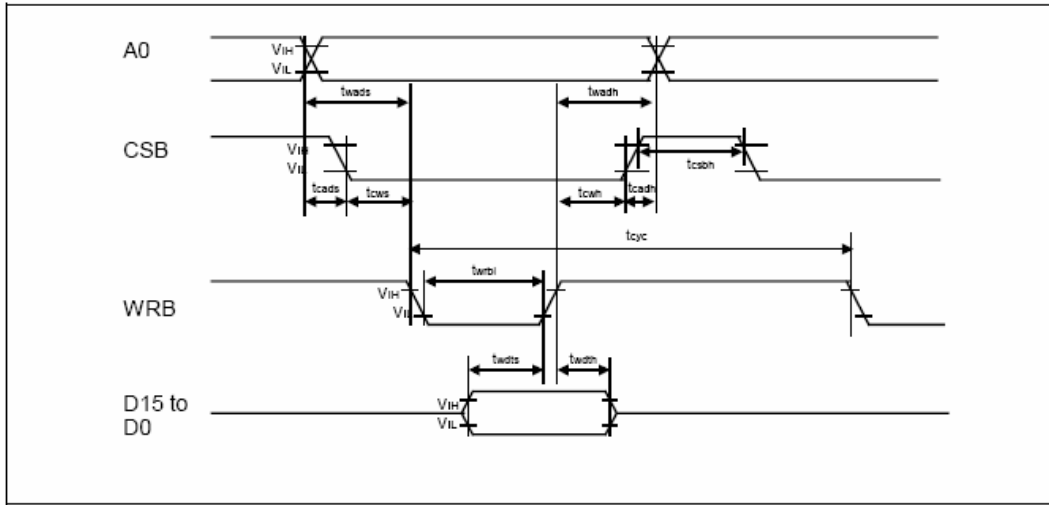 A0
VIH
VIL
twads
twadh
CSB
VIH
VIL
tcsbh
tcads
tcws
tcwh
tcadh
tcyc
twrbl
WRB
VIH
VIL
twdts
twdth
D15 to
D0
VIH
VIL